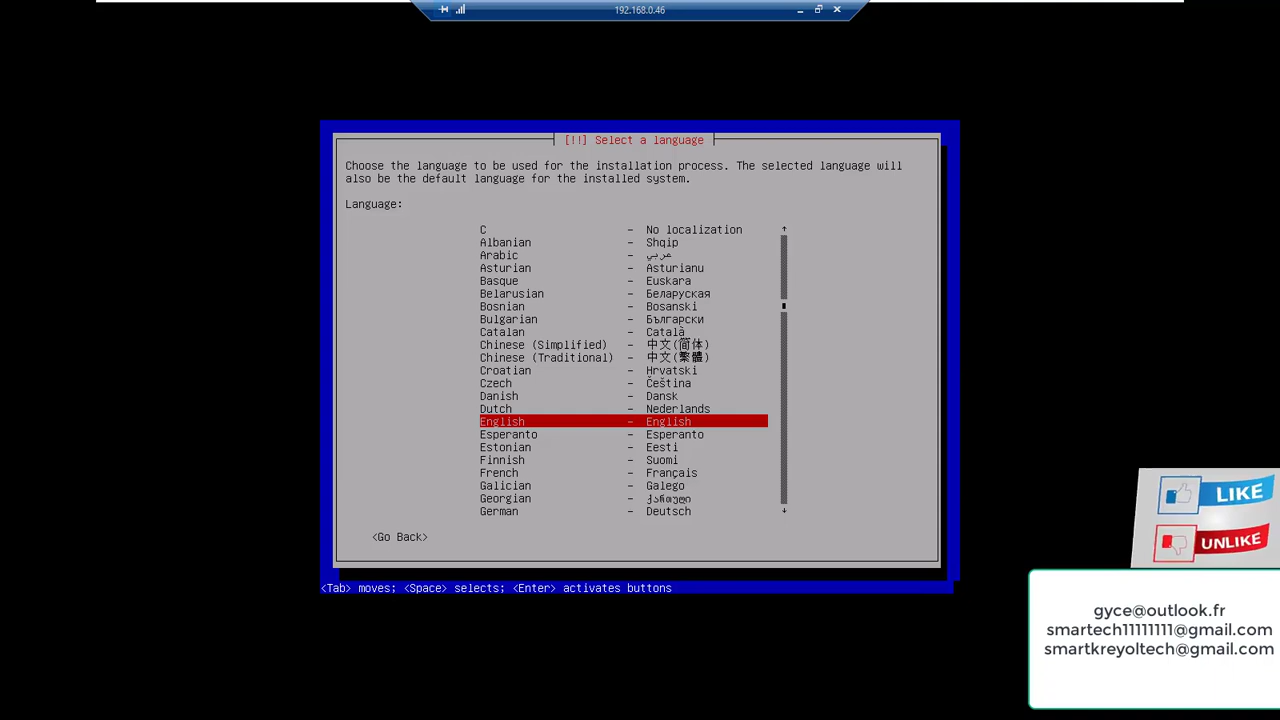 192.168.0.46
[!!] Select a language
Choose the language to be used for the installation process. The selected language will
also be the default language for the installed system.
Language:
C - No localization
Albanian - Shqip
Arabic - عربي
Asturian - Asturianu
Basque - Euskara
Belarusian - Беларуская
Bosnian - Bosanski
Bulgarian - Български
Catalan - Català
Chinese (Simplified) - 中文(简体)
Chinese (Traditional) - 中文(繁體)
Croatian - Hrvatski
Czech - Čeština
Danish - Dansk
Dutch - Nederlands
English - English
Esperanto - Esperanto
Estonian - Eesti
Finnish - Suomi
French - Français
Galician - Galego
Georgian - ქართული
German - Deutsch
<Go Back>
<Tab> moves; <Space> selects; <Enter> activates buttons
LIKE
UNLIKE
gyce@outlook.fr
smartech11111111@gmail.com
smartkreyoltech@gmail.com